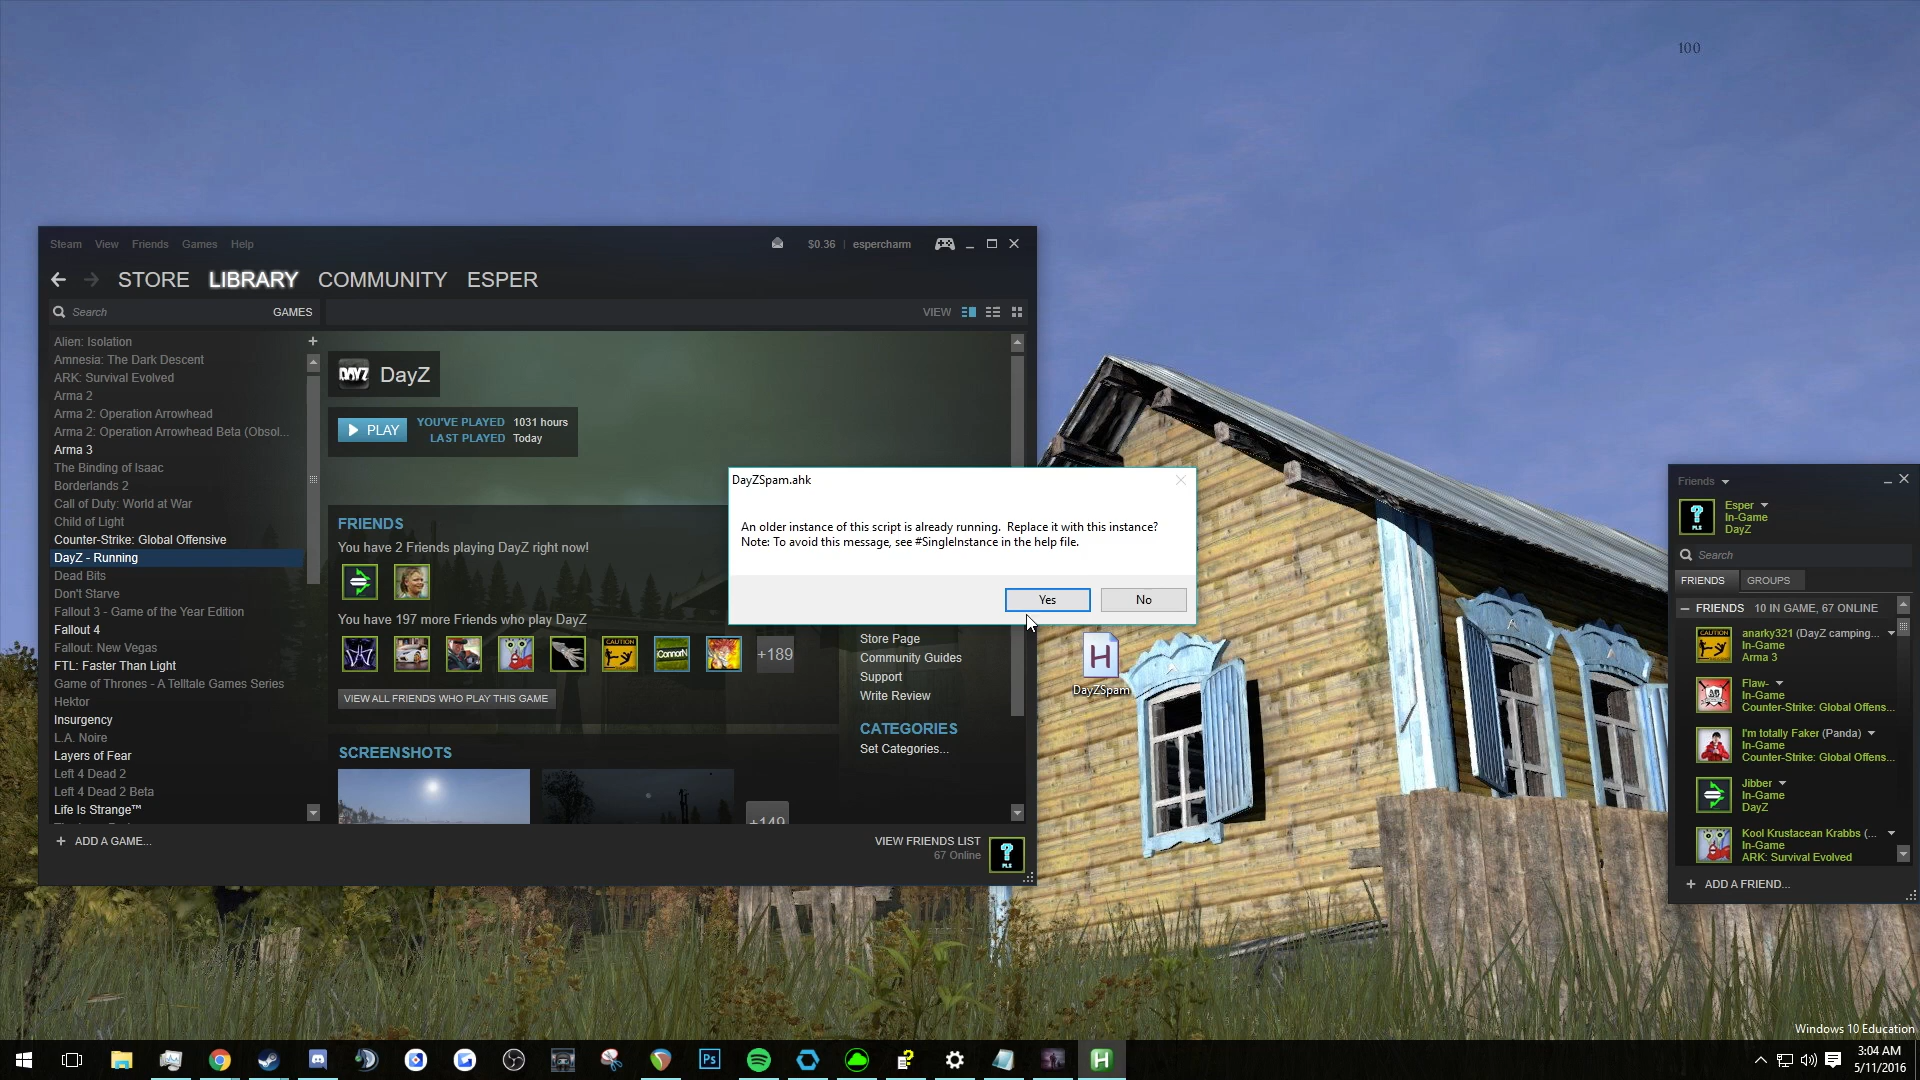 100
Steam View Friends Games Help
$0.36 | espercharm
STORE LIBRARY COMMUNITY ESPER
Search GAMES
VIEW
Alien: Isolation
Amnesia: The Dark Descent
ARK: Survival Evolved
Arma 2
Arma 2: Operation Arrowhead
Arma 2: Operation Arrowhead Beta (Obsol...
Arma 3
The Binding of Isaac
Borderlands 2
Call of Duty: World at War
Child of Light
Counter-Strike: Global Offensive
DayZ - Running
Dead Bits
Don't Starve
Fallout 3 - Game of the Year Edition
Fallout 4
Fallout: New Vegas
FTL: Faster Than Light
Game of Thrones - A Telltale Games Series
Hektor
Insurgency
L.A. Noire
Layers of Fear
Left 4 Dead 2
Left 4 Dead 2 Beta
Life Is Strange™
+ ADD A GAME...
DAYZ DayZ
PLAY
YOU'VE PLAYED 1031 hours
LAST PLAYED Today
FRIENDS
You have 2 Friends playing DayZ right now!
You have 197 more Friends who play DayZ
CAUTION
ConnorN
+189
VIEW ALL FRIENDS WHO PLAY THIS GAME
SCREENSHOTS
+149
Store Page
Community Guides
Support
Write Review
CATEGORIES
Set Categories...
VIEW FRIENDS LIST
67 Online
? PLS
DayZSpam.ahk
An older instance of this script is already running. Replace it with this instance?
Note: To avoid this message, see #SingleInstance in the help file.
Yes No
H
DayZSpam
Friends
? PLS
Esper
In-Game
DayZ
Search
FRIENDS GROUPS
FRIENDS 10 IN GAME, 67 ONLINE
CAUTION
anarky321 (DayZ camping...
In-Game
Arma 3
Flaw-
In-Game
Counter-Strike: Global Offens...
I'm totally Faker (Panda)
In-Game
Counter-Strike: Global Offens...
Jibber
In-Game
DayZ
Kool Krustacean Krabbs (...
In-Game
ARK: Survival Evolved
+ ADD A FRIEND...
Windows 10 Education
Ps
H
3:04 AM
5/11/2016